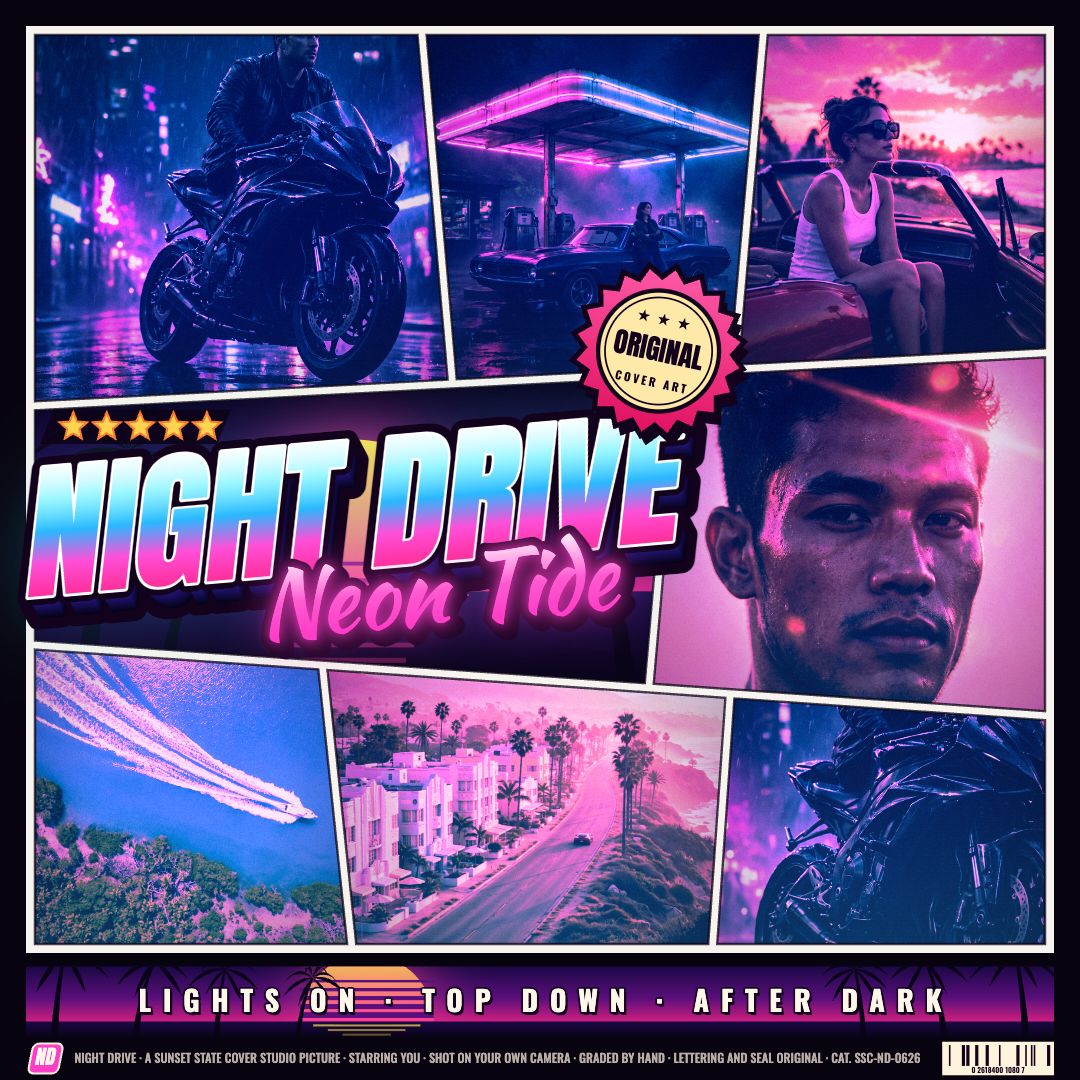 ORIGINAL
COVER ART
NIGHT DRIVE
Neon Tide
LIGHTS ON · TOP DOWN · AFTER DARK
ND
NIGHT DRIVE · A SUNSET STATE COVER STUDIO PICTURE · STARRING YOU · SHOT ON YOUR OWN CAMERA · GRADED BY HAND · LETTERING AND SEAL ORIGINAL · CAT. SSC-ND-0626
0 2618400 1080 7